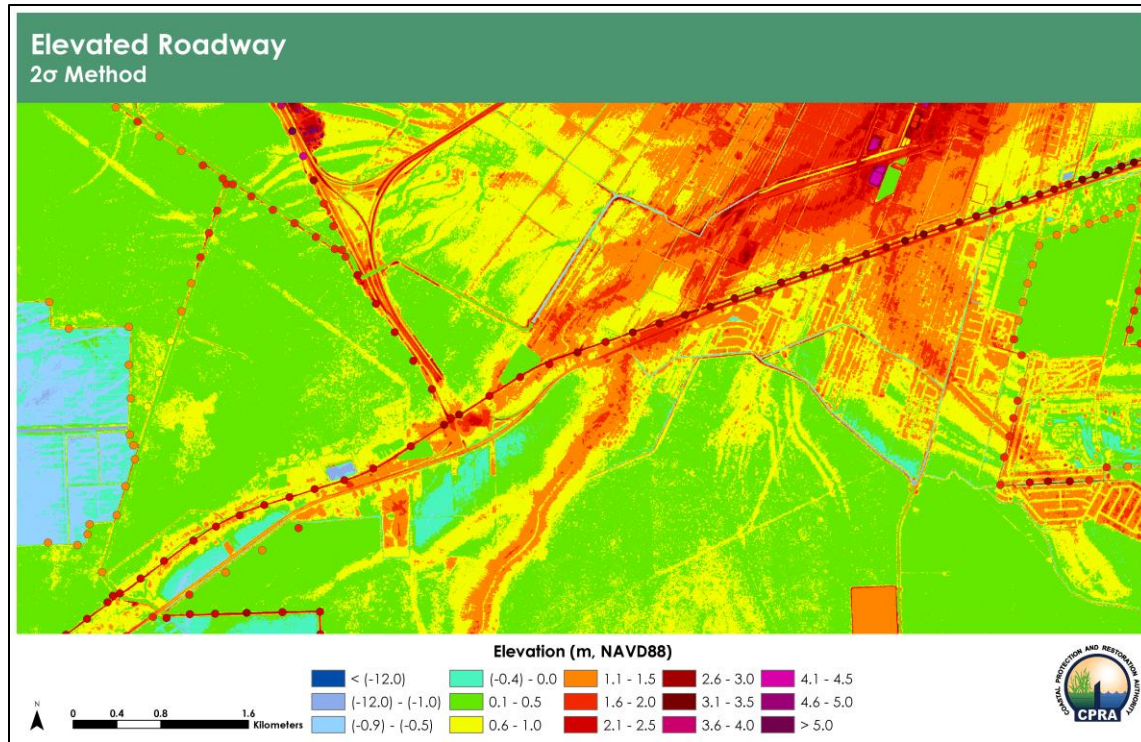 Elevated Roadway
2σ Method
Elevation (m, NAVD88)
< (-12.0)
(-12.0) - (-1.0)
(-0.9) - (-0.5)
(-0.4) - 0.0
0.1 - 0.5
0.6 - 1.0
1.1 - 1.5
1.6 - 2.0
2.1 - 2.5
2.6 - 3.0
3.1 - 3.5
3.6 - 4.0
4.1 - 4.5
4.6 - 5.0
> 5.0
N
0 0.4 0.8 1.6
Kilometers
COASTAL PROTECTION AND RESTORATION AUTHORITY
CPRA